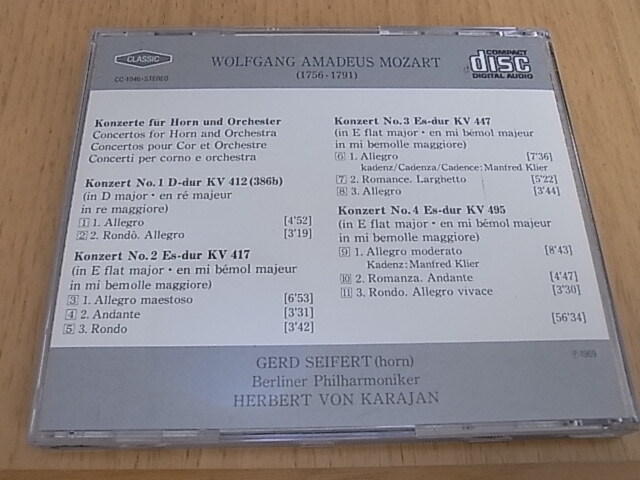 CLASSIC
CC-1046・STEREO
WOLFGANG AMADEUS MOZART
(1756-1791)
COMPACT
disc
DIGITAL AUDIO
Konzerte für Horn und Orchester
Concertos for Horn and Orchestra
Concertos pour Cor et Orchestre
Concerti per corno e orchestra
Konzert No.1 D-dur KV 412(386b)
(in D major・en ré majeur
in re maggiore)
1 1. Allegro [4'52]
2 2. Rondò. Allegro [3'19]
Konzert No.2 Es-dur KV 417
(in E flat major・en mi bémol majeur
in mi bemolle maggiore)
3 1. Allegro maestoso [6'53]
4 2. Andante [3'31]
5 3. Rondo [3'42]
Konzert No.3 Es-dur KV 447
(in E flat major・en mi bémol majeur
in mi bemolle maggiore)
6 1. Allegro [7'36]
kadenz/Cadenza/Cadence: Manfred Klier
7 2. Romance. Larghetto [5'22]
8 3. Allegro [3'44]
Konzert No.4 Es-dur KV 495
(in E flat major・en mi bémol majeur
in mi bemolle maggiore)
9 1. Allegro moderato [8'43]
Kadenz: Manfred Klier
10 2. Romanza. Andante [4'47]
11 3. Rondo. Allegro vivace [3'30]
[56'34]
GERD SEIFERT (horn)
Berliner Philharmoniker
HERBERT VON KARAJAN
℗1969